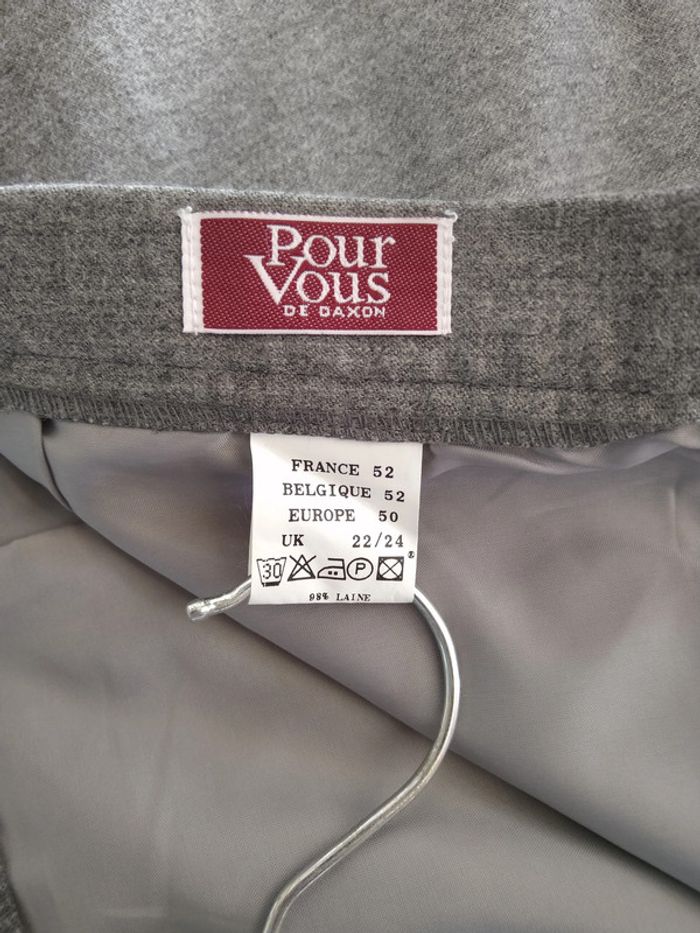 Pour
Vous
DE DAXON
FRANCE 52
BELGIQUE 52
EUROPE 50
UK 22/24
30 P ®
98% LAINE